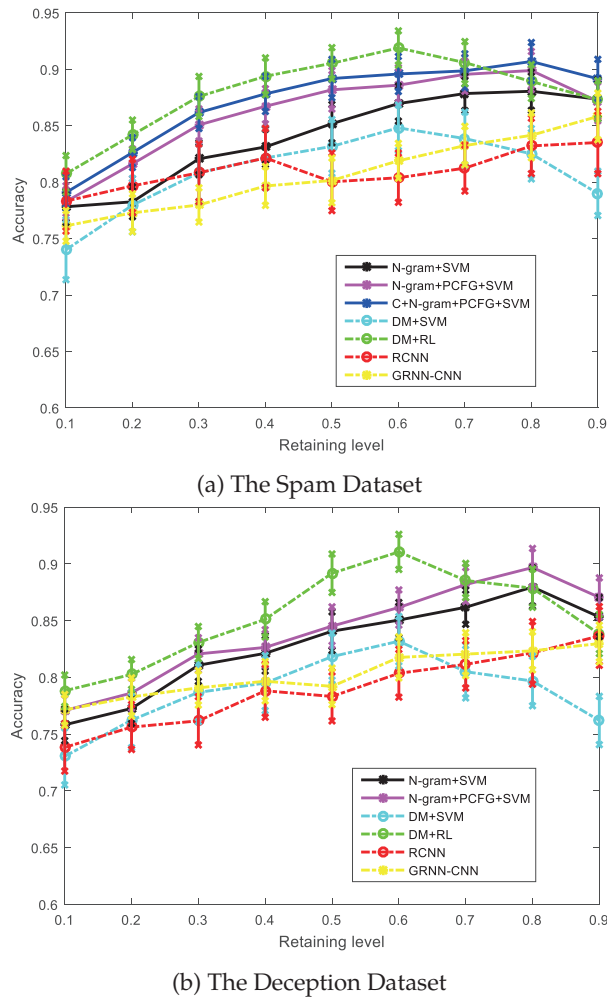 0.95
0.9
0.85
0.8
0.75
0.7
0.65
0.6
Accuracy
N-gram+SVM
N-gram+PCFG+SVM
C+N-gram+PCFG+SVM
DM+SVM
DM+RL
RCNN
GRNN-CNN
0.1 0.2 0.3 0.4 0.5 0.6 0.7 0.8 0.9
Retaining level
(a) The Spam Dataset
0.95
0.9
0.85
0.8
0.75
0.7
0.65
0.6
Accuracy
N-gram+SVM
N-gram+PCFG+SVM
DM+SVM
DM+RL
RCNN
GRNN-CNN
0.1 0.2 0.3 0.4 0.5 0.6 0.7 0.8 0.9
Retaining level
(b) The Deception Dataset